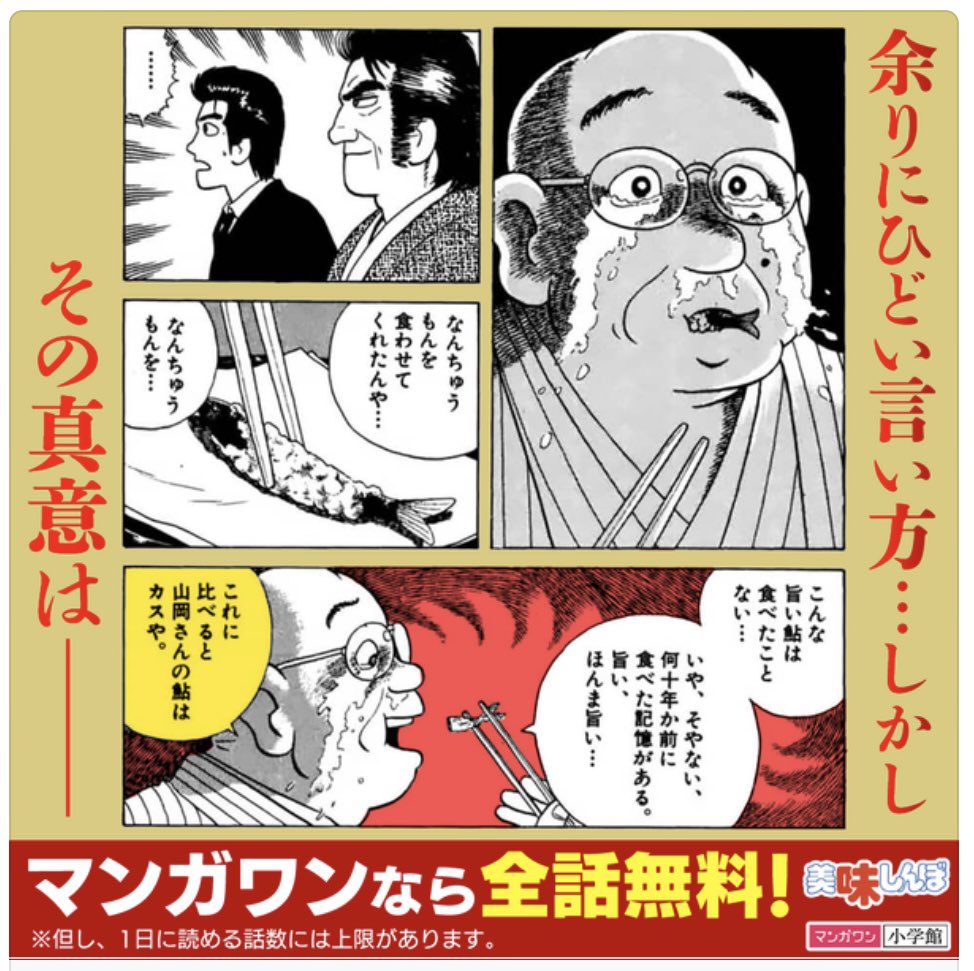 余りにひどい言い方…しかし
なんちゅう
もんを
食わせて
くれたんや…
なんちゅう
もんを…
……
こんな
旨い鮎は
食べたこと
ない…
いや、そやない、
何十年か前に
食べた記憶がある。
旨い、
ほんま旨い…
これに
比べると
山岡さんの鮎は
カスや。
その真意は――
マンガワンなら全話無料!
美味しんぼ
※但し、1日に読める話数には上限があります。
マンガワン 小学館